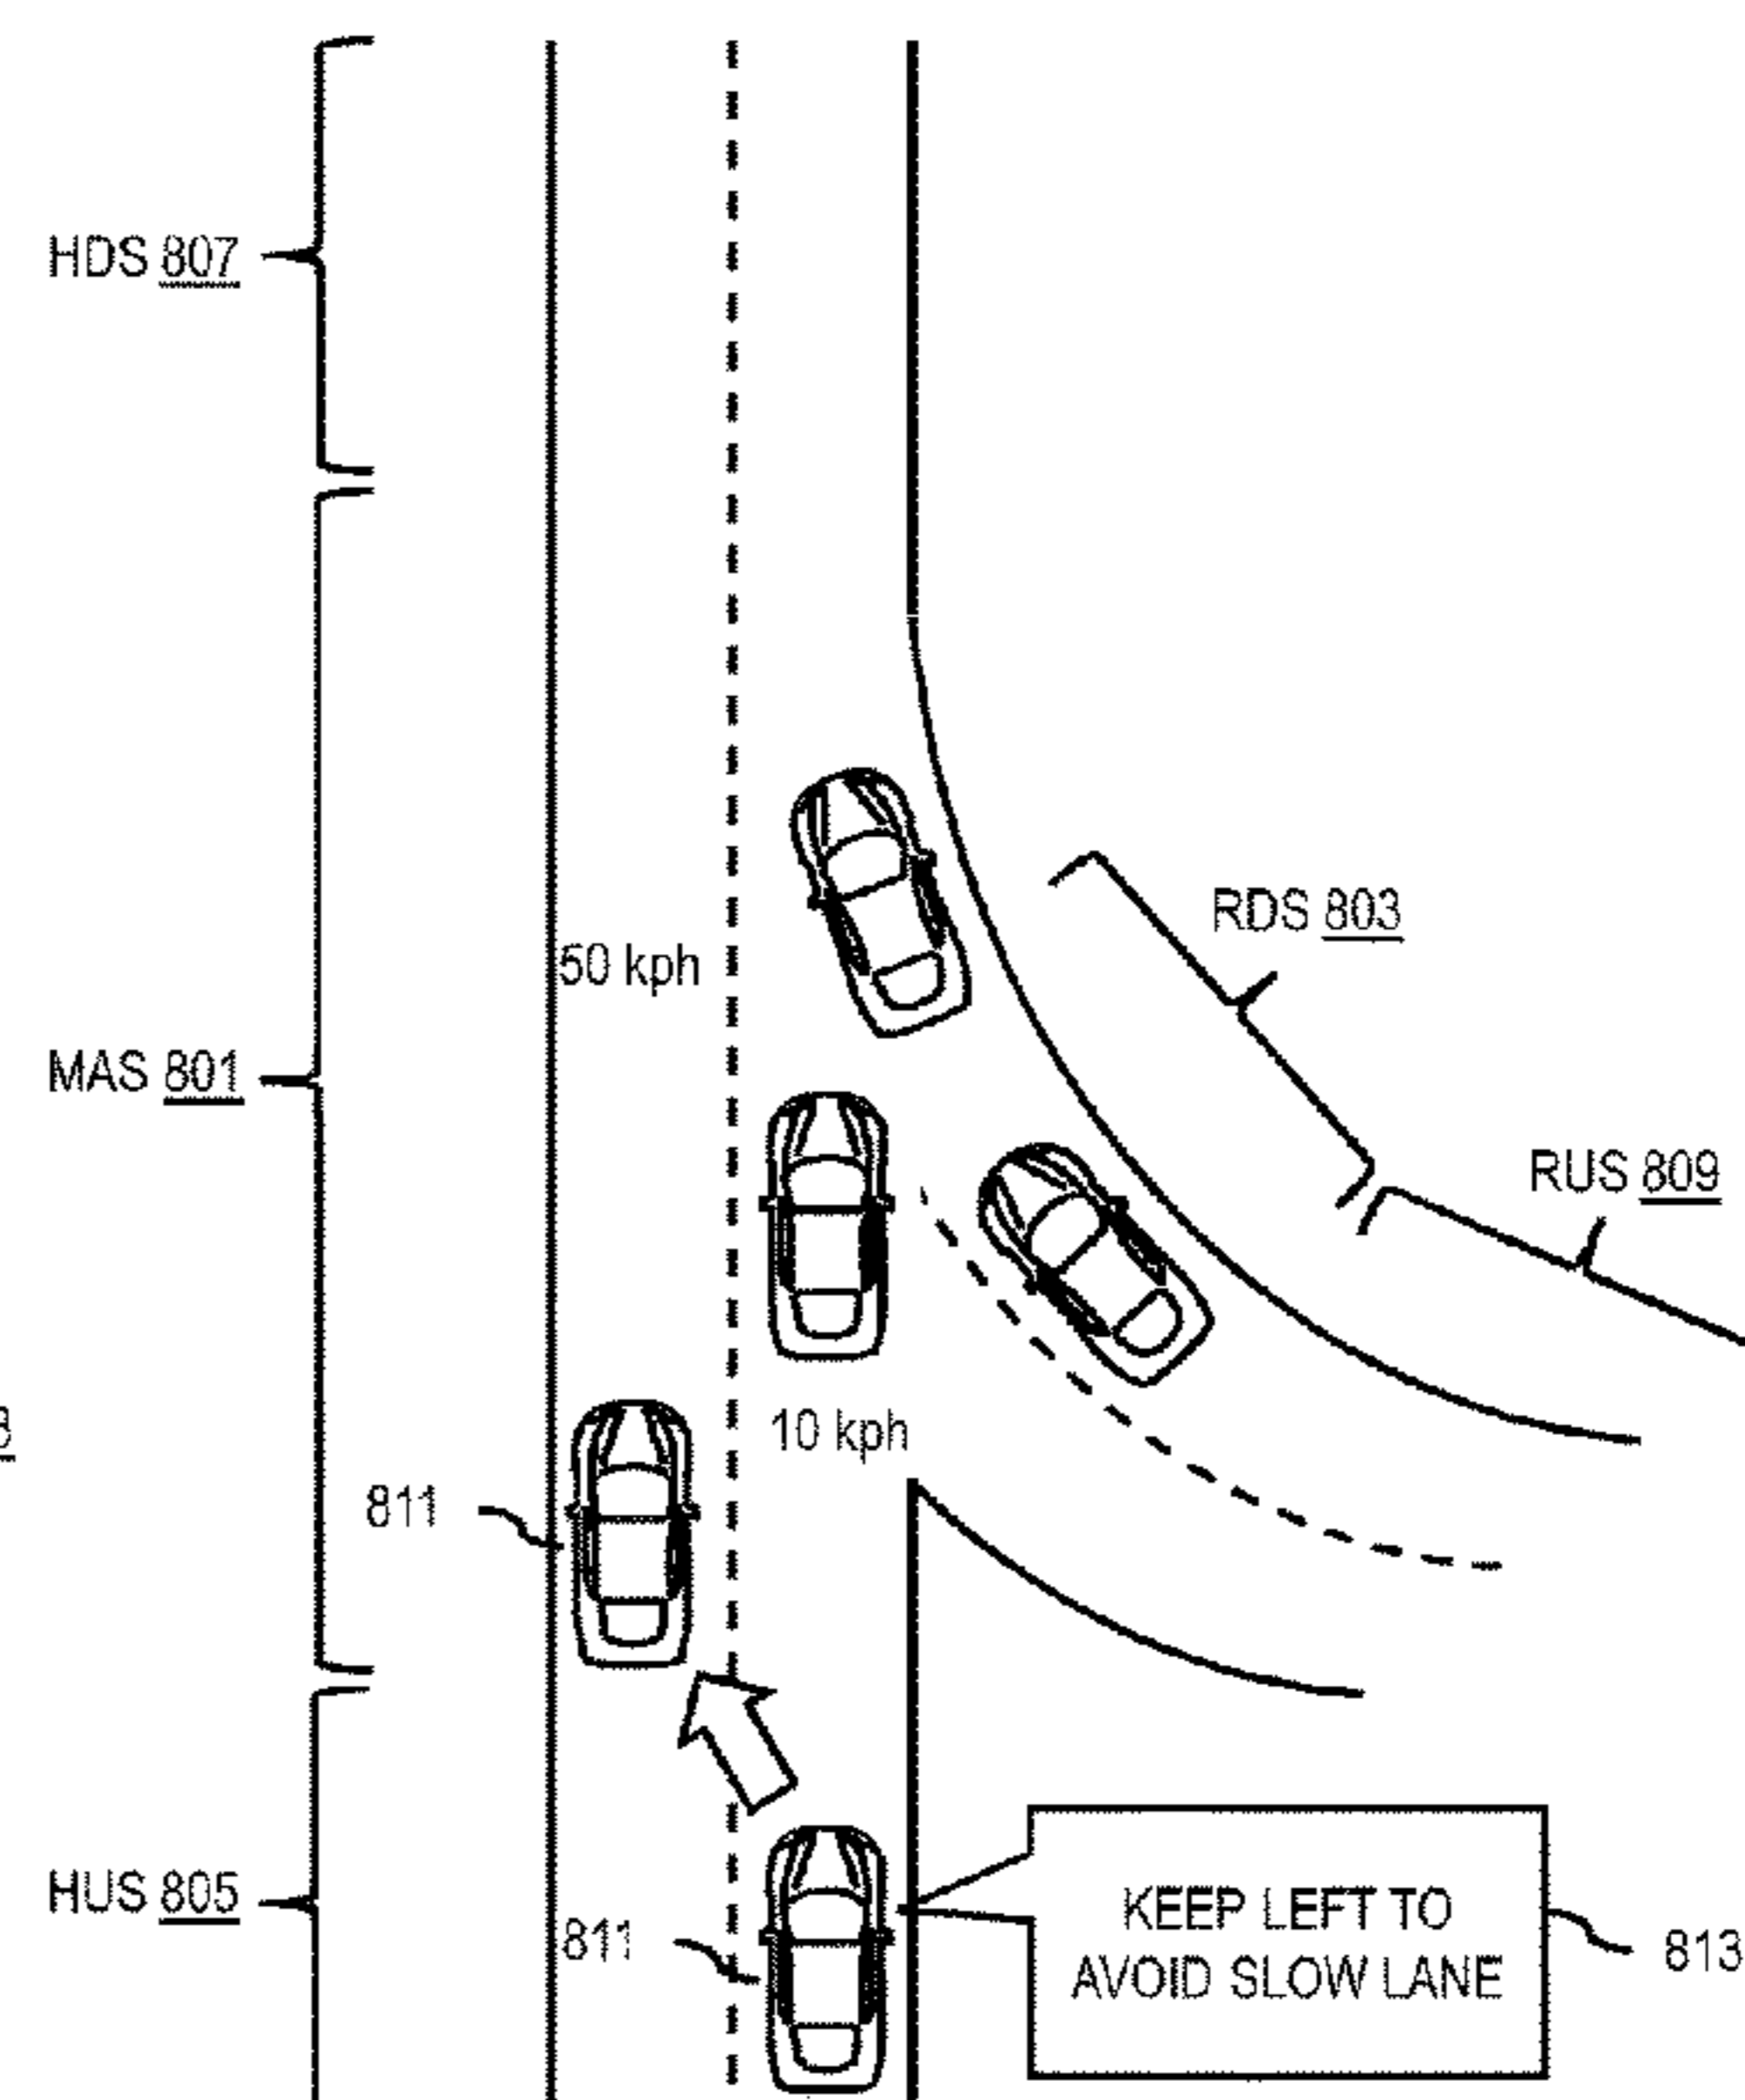 HDS 807
RDS 803
50 kph
MAS 801
RUS 809
10 kph
811
HUS 805
811
KEEP LEFT TO
AVOID SLOW LANE
813